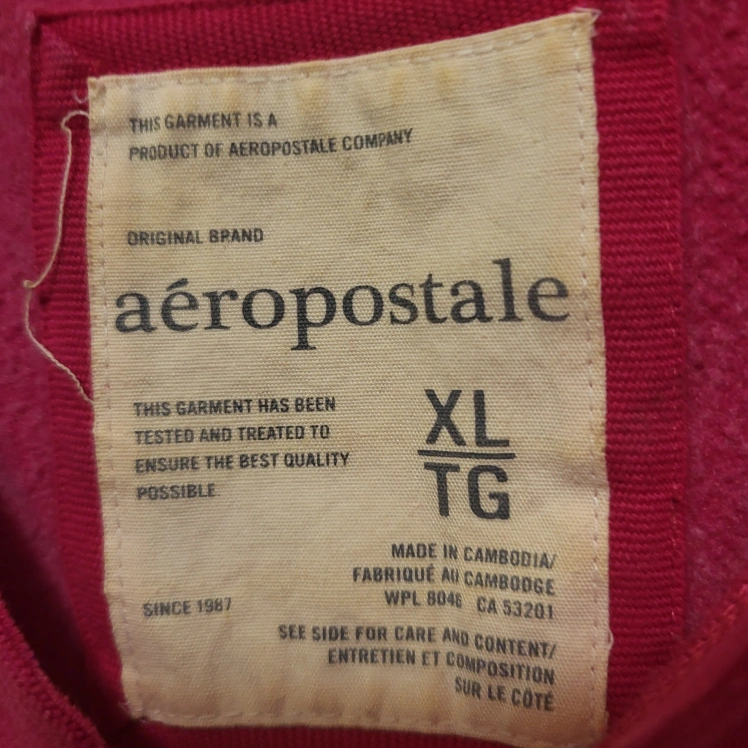 THIS GARMENT IS A
PRODUCT OF AEROPOSTALE COMPANY
ORIGINAL BRAND
aéropostale
THIS GARMENT HAS BEEN
TESTED AND TREATED TO
ENSURE THE BEST QUALITY
POSSIBLE.
XL
TG
MADE IN CAMBODIA/
FABRIQUÉ AU CAMBODGE
WPL 8046 CA 53201
SINCE 1987
SEE SIDE FOR CARE AND CONTENT/
ENTRETIEN ET COMPOSITION
SUR LE CÔTÉ